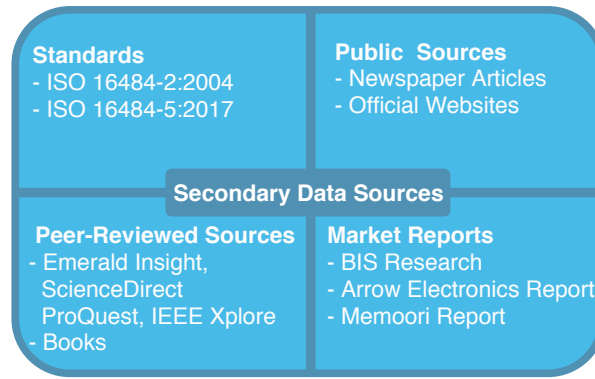 Standards
- ISO 16484-2:2004
- ISO 16484-5:2017
Public Sources
- Newspaper Articles
- Official Websites
Secondary Data Sources
Peer-Reviewed Sources
- Emerald Insight,
ScienceDirect
ProQuest, IEEE Xplore
- Books
Market Reports
- BIS Research
- Arrow Electronics Report
- Memoori Report